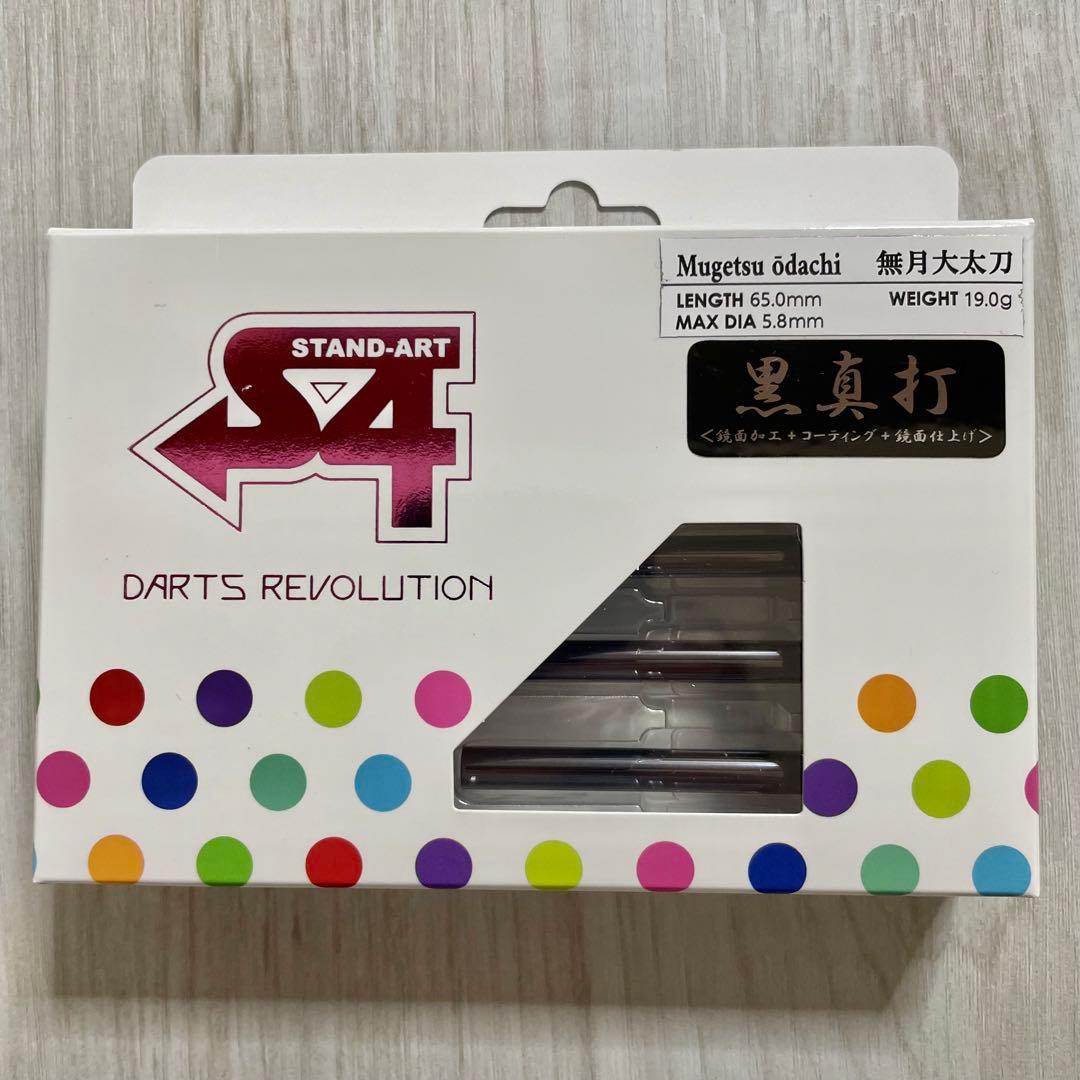 Mugetsu ōdachi 無月大太刀
LENGTH 65.0mm WEIGHT 19.0g
MAX DIA 5.8mm
STAND-ART
S4
黒真打
<鏡面加工+コーティング+鏡面仕上げ>
DARTS REVOLUTION